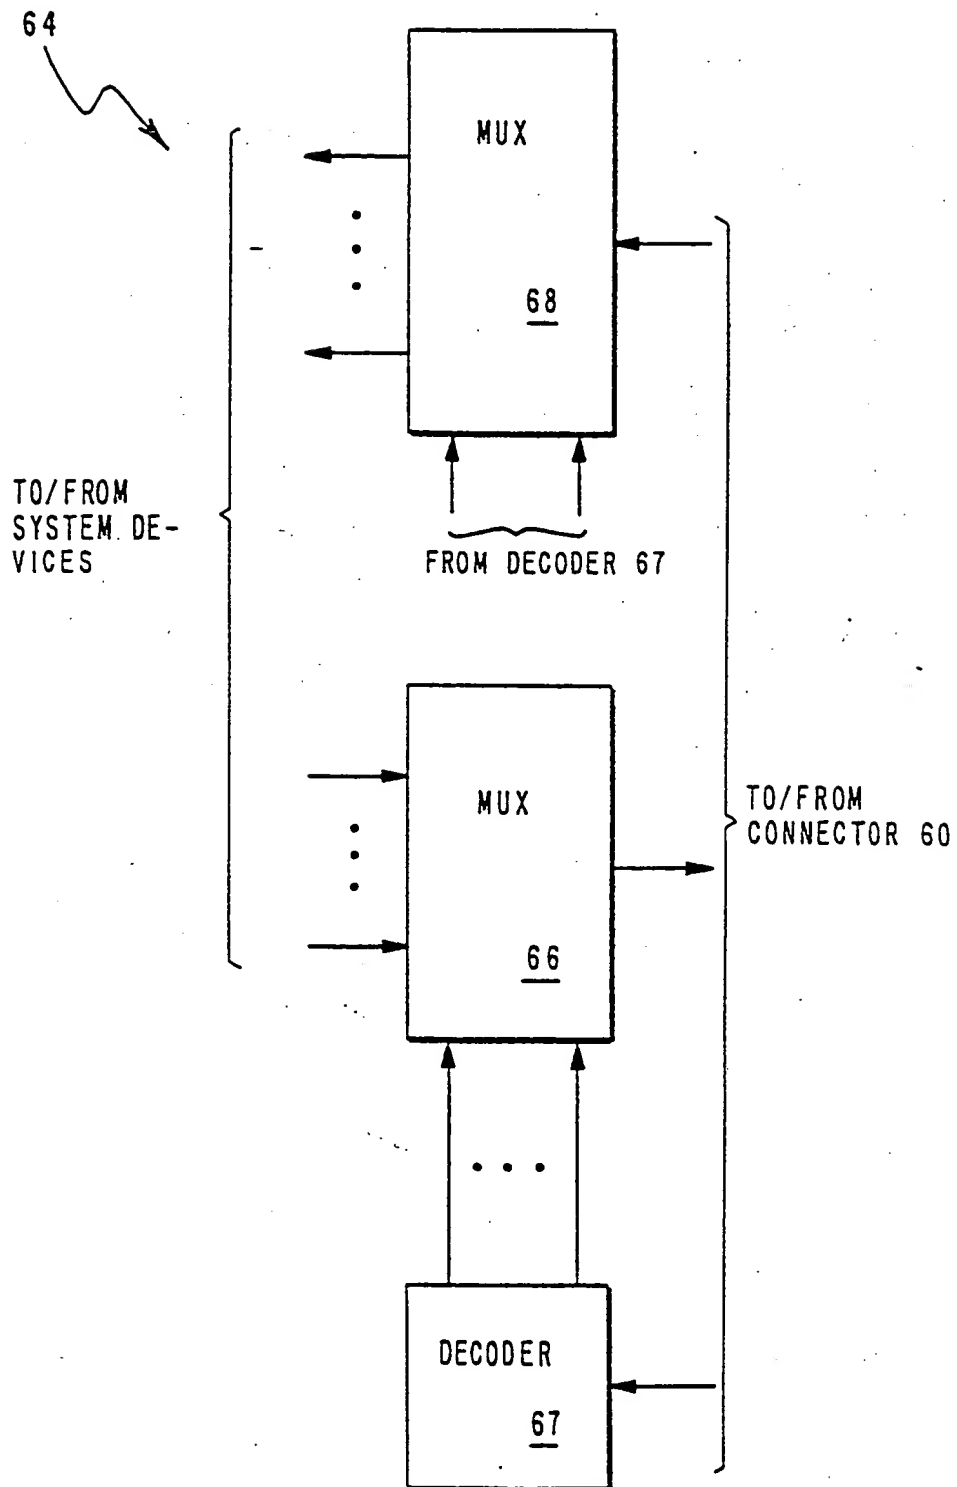 64
MUX
68
TO/FROM
SYSTEM DE-
VICES
FROM DECODER 67
MUX
66
TO/FROM
CONNECTOR 60
DECODER
67